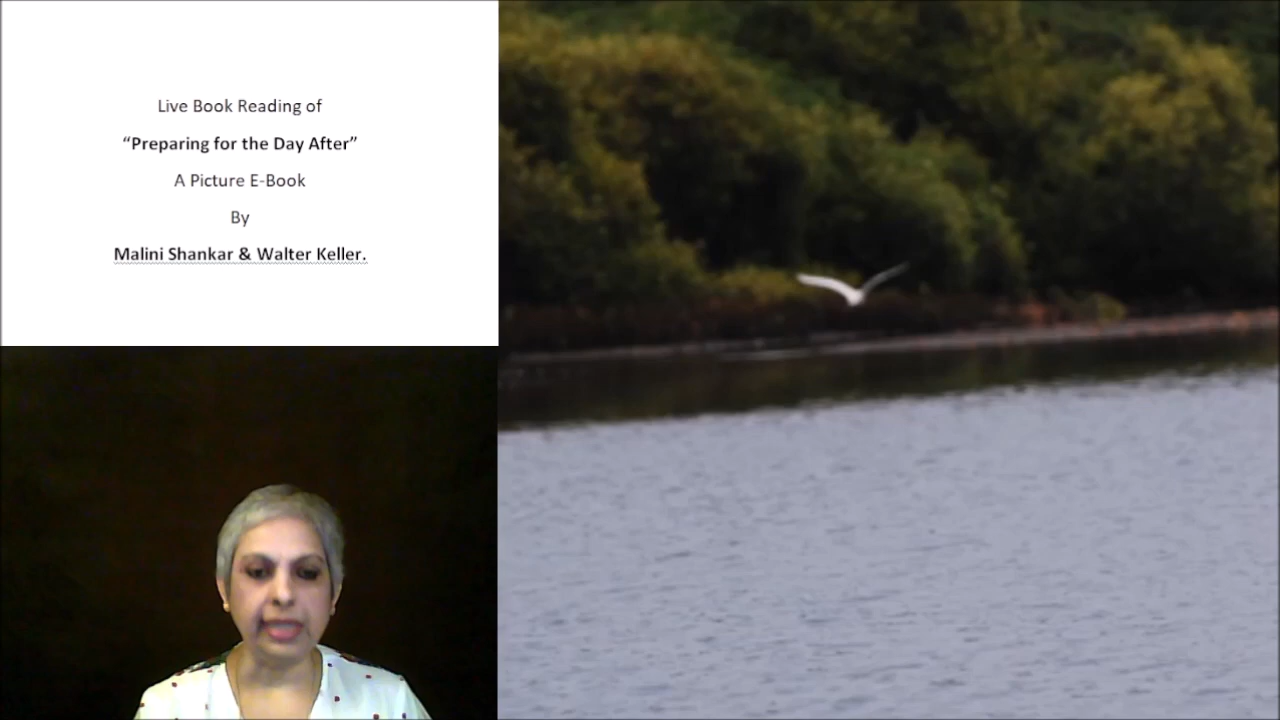 Live Book Reading of
“Preparing for the Day After”
A Picture E-Book
By
Malini Shankar & Walter Keller.